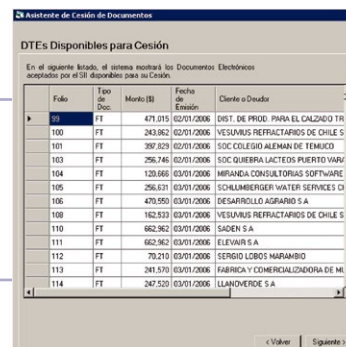 Asistente de Cesión de Documentos
DTEs Disponibles para Cesión
En el siguiente listado, el sistema mostrará los Documentos Electrónicos
aceptados por el SII disponibles para su Cesión.
Folio Tipo de Doc. Monto ($) Fecha de Emisión Cliente o Deudor
99 FT 471,015 02/01/2006 DIST. DE PROD. PARA EL CALZADO TR
100 FT 243,862 02/01/2006 VESUVIUS REFRACTARIOS DE CHILE S
101 FT 397,829 02/01/2006 SOC COLEGIO ALEMAN DE TEMUCO
103 FT 256,746 02/01/2006 SOC QUIEBRA LACTEOS PUERTO VAR
104 FT 120,666 03/01/2006 MIRANDA CONSULTORIAS SOFTWARE
105 FT 256,631 03/01/2006 SCHLUMBERGER WATER SERVICES C
106 FT 470,550 03/01/2006 DESARROLLO AGRARIO S A
108 FT 162,533 03/01/2006 VESUVIUS REFRACTARIOS DE CHILE S
110 FT 662,962 03/01/2006 SADEN S A
111 FT 662,962 03/01/2006 ELEVAIR S A
112 FT 70,210 03/01/2006 SERGIO LOBOS MARAMBIO
113 FT 241,570 03/01/2006 FABRICA Y COMERCIALIZADORA DE MU
114 FT 247,520 03/01/2006 LLANOVERDE S A
< Volver Siguiente >